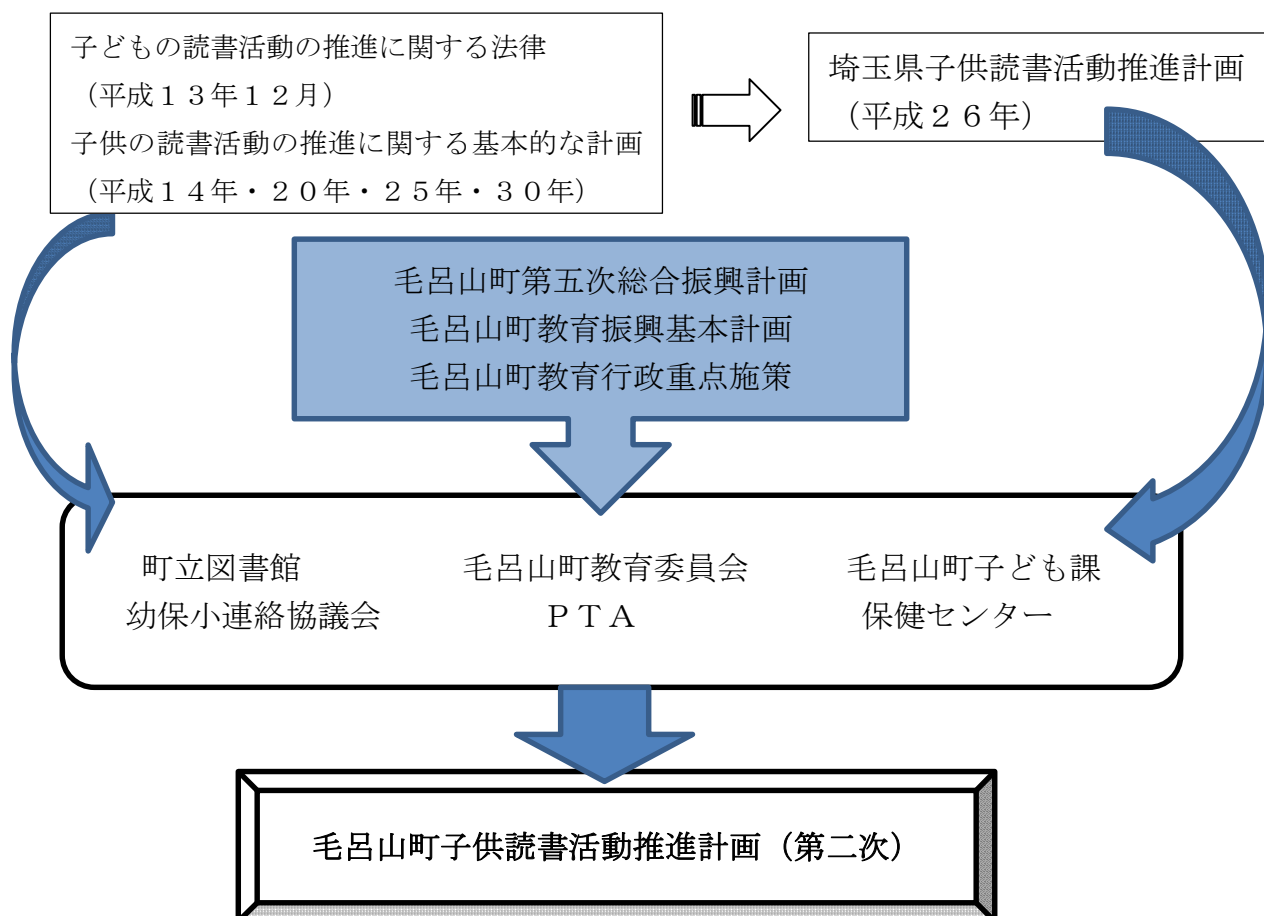 子どもの読書活動の推進に関する法律
（平成１３年１２月）
子供の読書活動の推進に関する基本的な計画
（平成１４年・２０年・２５年・３０年）
埼玉県子供読書活動推進計画
（平成２６年）
毛呂山町第五次総合振興計画
毛呂山町教育振興基本計画
毛呂山町教育行政重点施策
町立図書館　毛呂山町教育委員会　毛呂山町子ども課
幼保小連絡協議会　ＰＴＡ　保健センター
毛呂山町子供読書活動推進計画（第二次）